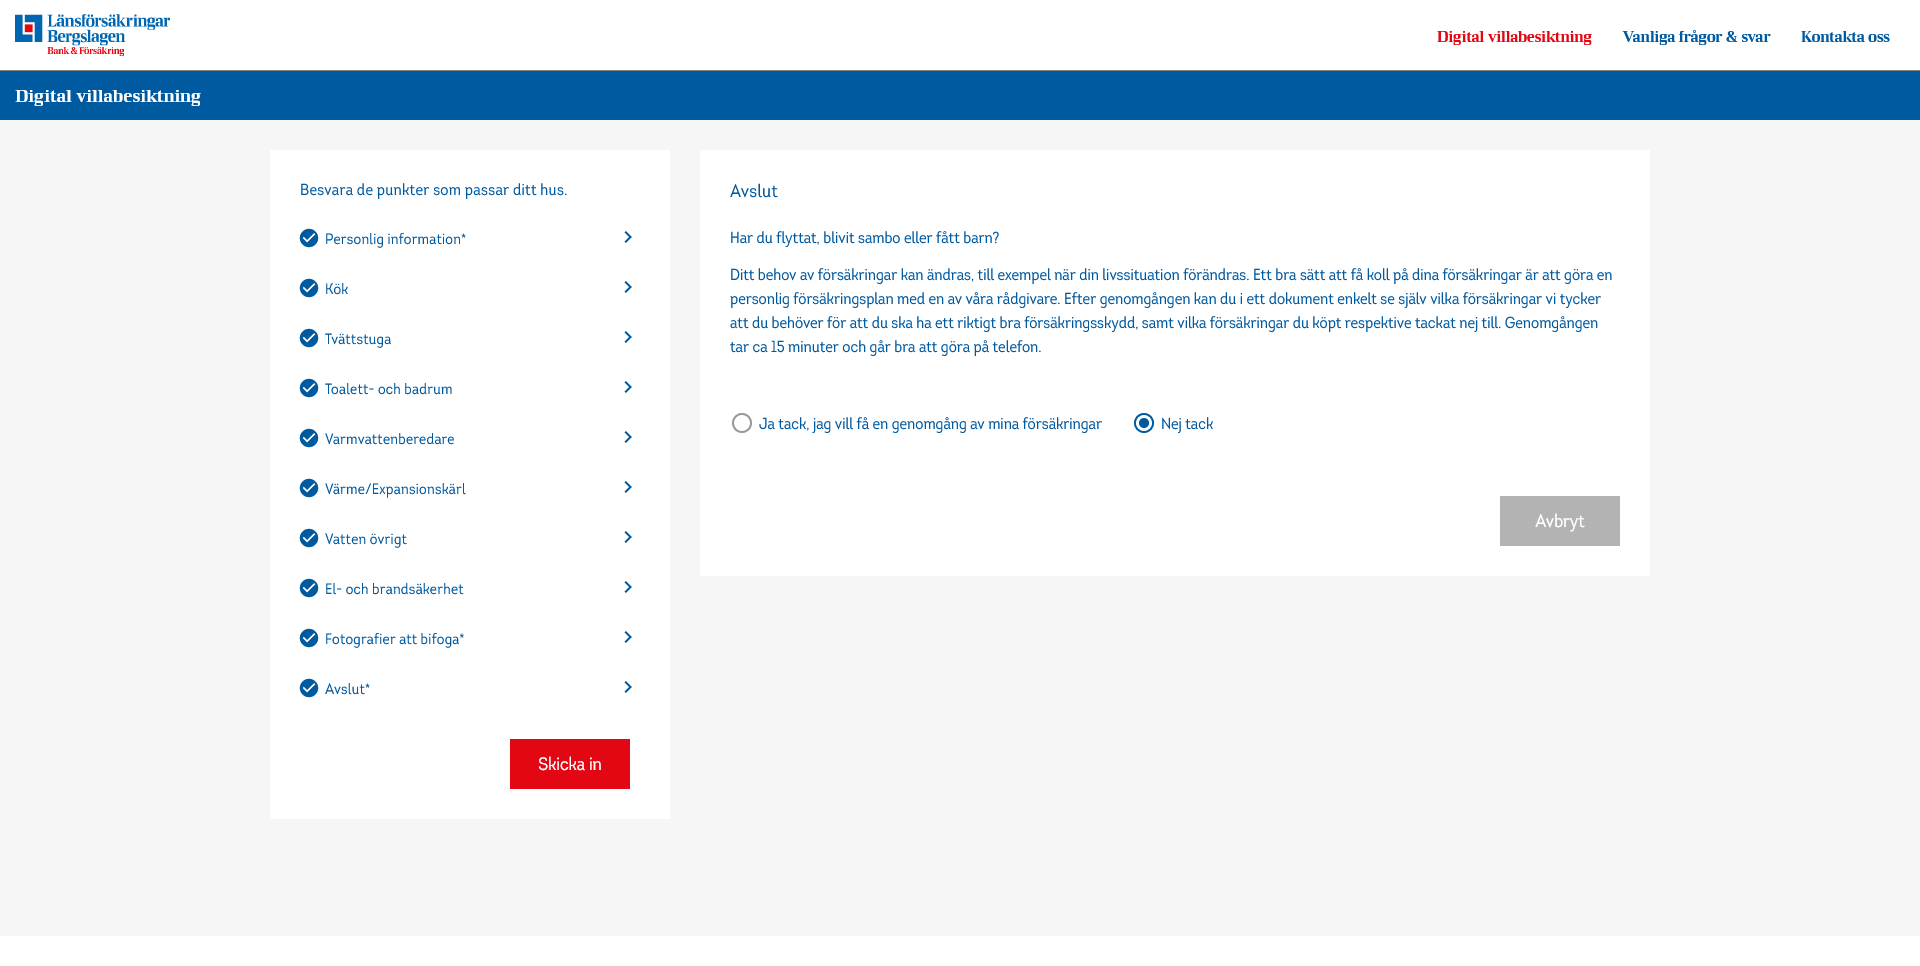 Länsförsäkringar
Bergslagen
Bank & Försäkring
Digital villabesiktning
Vanliga frågor & svar
Kontakta oss
Digital villabesiktning
Besvara de punkter som passar ditt hus.
Personlig information*
Kök
Tvättstuga
Toalett- och badrum
Varmvattenberedare
Värme/Expansionskärl
Vatten övrigt
El- och brandsäkerhet
Fotografier att bifoga*
Avslut*
Skicka in
Avslut
Har du flyttat, blivit sambo eller fått barn?
Ditt behov av försäkringar kan ändras, till exempel när din livssituation förändras. Ett bra sätt att få koll på dina försäkringar är att göra en
personlig försäkringsplan med en av våra rådgivare. Efter genomgången kan du i ett dokument enkelt se själv vilka försäkringar vi tycker
att du behöver för att du ska ha ett riktigt bra försäkringsskydd, samt vilka försäkringar du köpt respektive tackat nej till. Genomgången
tar ca 15 minuter och går bra att göra på telefon.
Ja tack, jag vill få en genomgång av mina försäkringar
Nej tack
Avbryt